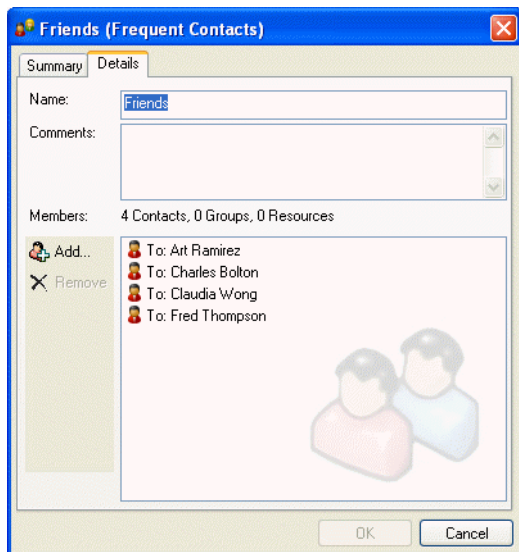 Friends (Frequent Contacts)
Summary Details
Name: Friends
Comments:
Members: 4 Contacts, 0 Groups, 0 Resources
Add... To: Art Ramirez
Remove To: Charles Bolton
To: Claudia Wong
To: Fred Thompson
OK Cancel